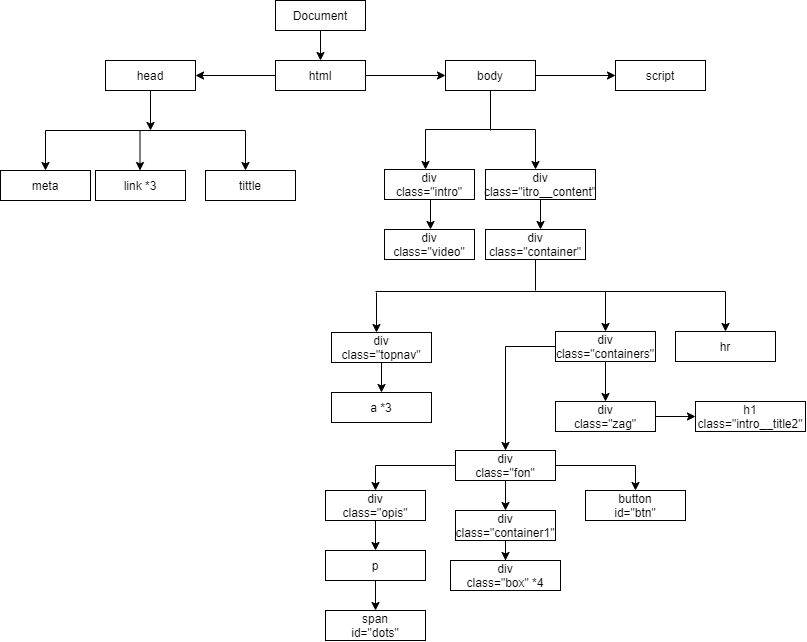 Document
head
html
body
script
meta
link *3
tittle
div
class="intro"
div
class="itro__content"
div
class="video"
div
class="container"
div
class="topnav"
div
class="containers"
hr
a *3
div
class="zag"
h1
class="intro__title2"
div
class="fon"
div
class="opis"
div
class="container1"
button
id="btn"
p
div
class="box" *4
span
id="dots"